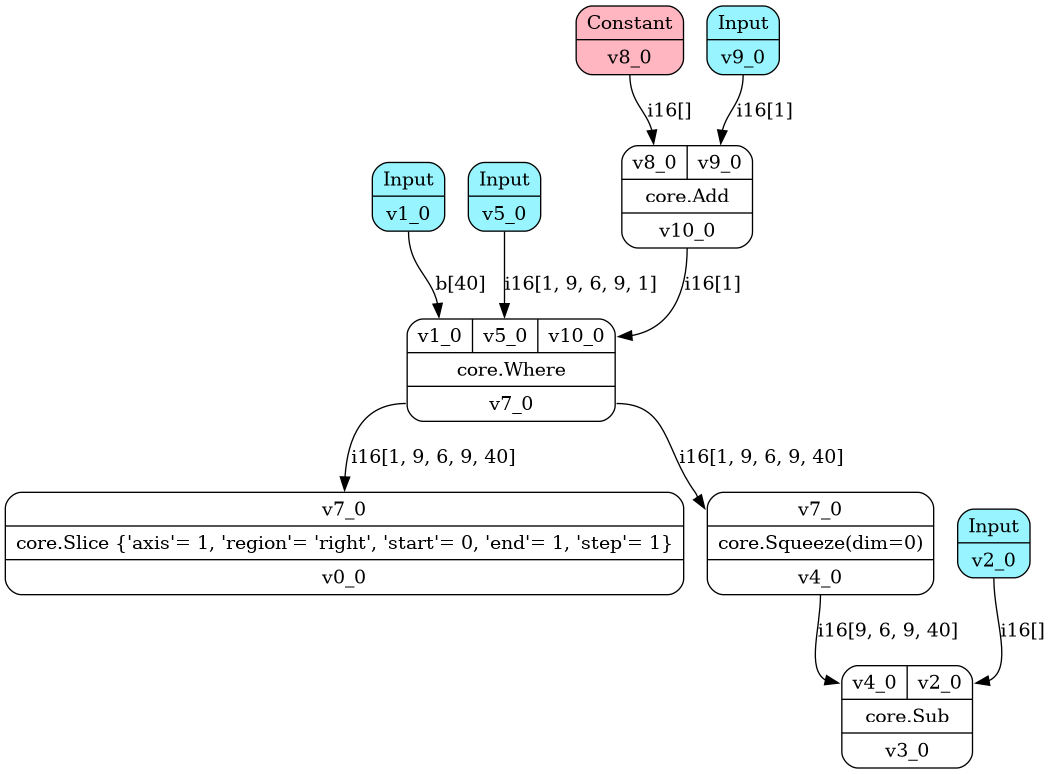 Constant
v8_0
Input
v9_0
i16[]
i16[1]
v8_0 v9_0
core.Add
v10_0
Input
v1_0
Input
v5_0
b[40]
i16[1, 9, 6, 9, 1]
i16[1]
v1_0 v5_0 v10_0
core.Where
v7_0
i16[1, 9, 6, 9, 40]
i16[1, 9, 6, 9, 40]
v7_0
core.Slice {'axis'= 1, 'region'= 'right', 'start'= 0, 'end'= 1, 'step'= 1}
v0_0
v7_0
core.Squeeze(dim=0)
v4_0
Input
v2_0
i16[9, 6, 9, 40]
i16[]
v4_0 v2_0
core.Sub
v3_0